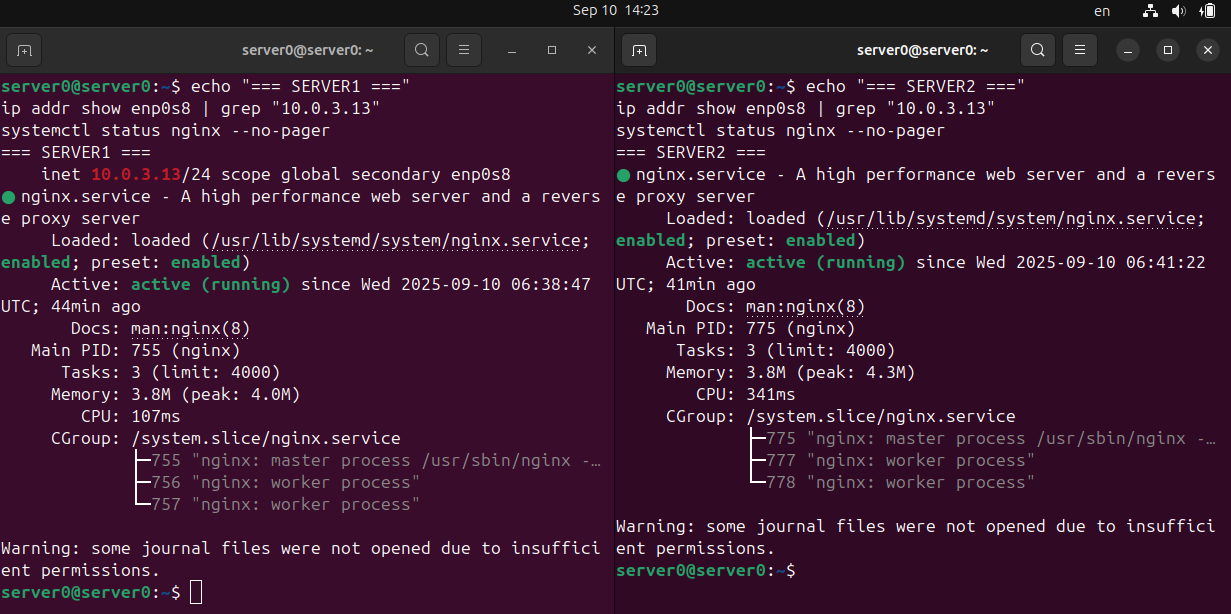 Sep 10 14:23
en
server0@server0: ~
server0@server0:~$ echo "=== SERVER1 ==="
ip addr show enp0s8 | grep "10.0.3.13"
systemctl status nginx --no-pager
=== SERVER1 ===
inet 10.0.3.13/24 scope global secondary enp0s8
● nginx.service - A high performance web server and a revers
e proxy server
Loaded: loaded (/usr/lib/systemd/system/nginx.service;
enabled; preset: enabled)
Active: active (running) since Wed 2025-09-10 06:38:47
UTC; 44min ago
Docs: man:nginx(8)
Main PID: 755 (nginx)
Tasks: 3 (limit: 4000)
Memory: 3.8M (peak: 4.0M)
CPU: 107ms
CGroup: /system.slice/nginx.service
├─755 "nginx: master process /usr/sbin/nginx -…
├─756 "nginx: worker process"
└─757 "nginx: worker process"
Warning: some journal files were not opened due to insuffici
ent permissions.
server0@server0:~$
server0@server0: ~
server0@server0:~$ echo "=== SERVER2 ==="
ip addr show enp0s8 | grep "10.0.3.13"
systemctl status nginx --no-pager
=== SERVER2 ===
● nginx.service - A high performance web server and a revers
e proxy server
Loaded: loaded (/usr/lib/systemd/system/nginx.service;
enabled; preset: enabled)
Active: active (running) since Wed 2025-09-10 06:41:22
UTC; 41min ago
Docs: man:nginx(8)
Main PID: 775 (nginx)
Tasks: 3 (limit: 4000)
Memory: 3.8M (peak: 4.3M)
CPU: 341ms
CGroup: /system.slice/nginx.service
├─775 "nginx: master process /usr/sbin/nginx -…
├─777 "nginx: worker process"
└─778 "nginx: worker process"
Warning: some journal files were not opened due to insuffici
ent permissions.
server0@server0:~$